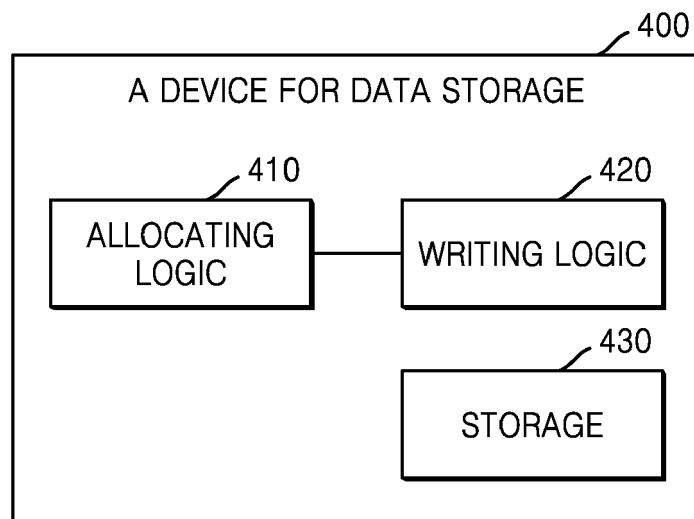 400
A DEVICE FOR DATA STORAGE
410
420
ALLOCATING
LOGIC
WRITING LOGIC
430
STORAGE